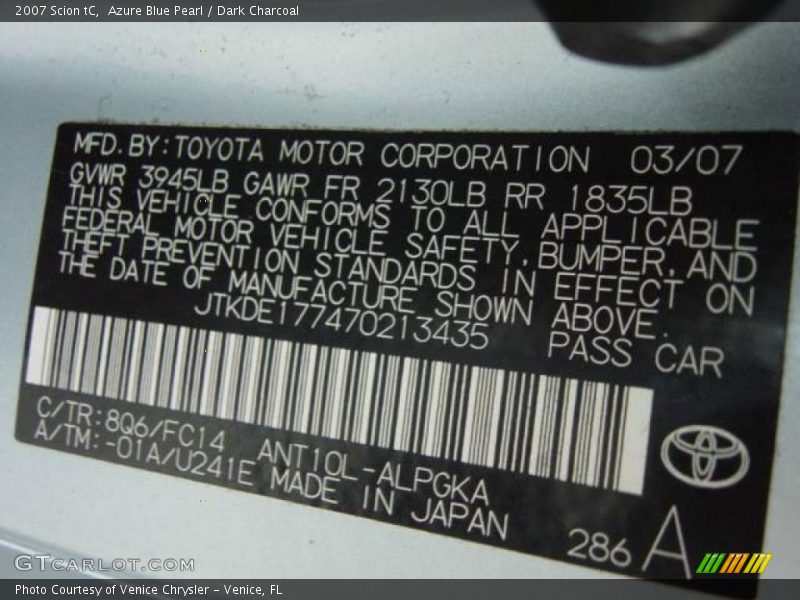 2007 Scion tC,  Azure Blue Pearl / Dark Charcoal
MFD. BY: TOYOTA MOTOR CORPORATION 03/07
GVWR 3945LB GAWR FR 2130LB RR 1835LB
THIS VEHICLE CONFORMS TO ALL APPLICABLE
FEDERAL MOTOR VEHICLE SAFETY, BUMPER, AND
THEFT PREVENTION STANDARDS IN EFFECT ON
THE DATE OF MANUFACTURE SHOWN ABOVE.
JTKDE177470213435 PASS CAR
C/TR: 8Q6/FC14 ANT10L-ALPGKA
A/TM: -01A/U241E MADE IN JAPAN
286 A
GTCARLOT.COM
Photo Courtesy of Venice Chrysler - Venice, FL